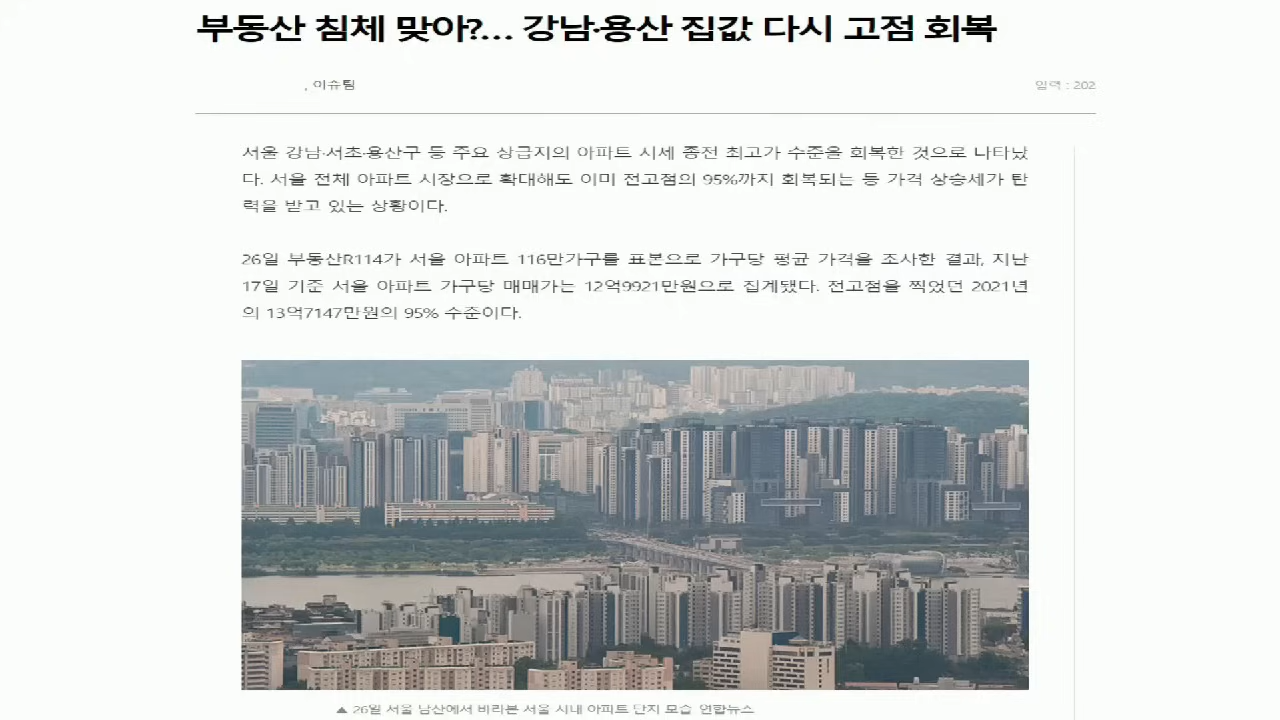 부동산 침체 맞아?... 강남·용산 집값 다시 고점 회복
, 이슈팀
입력 : 202
서울 강남·서초·용산구 등 주요 상급지의 아파트 시세 종전 최고가 수준을 회복한 것으로 나타났
다. 서울 전체 아파트 시장으로 확대해도 이미 전고점의 95%까지 회복되는 등 가격 상승세가 탄
력을 받고 있는 상황이다.
26일 부동산R114가 서울 아파트 116만가구를 표본으로 가구당 평균 가격을 조사한 결과, 지난
17일 기준 서울 아파트 가구당 매매가는 12억9921만원으로 집계됐다. 전고점을 찍었던 2021년
의 13억7147만원의 95% 수준이다.
▲ 26일 서울 남산에서 바라본 서울 시내 아파트 단지 모습 연합뉴스